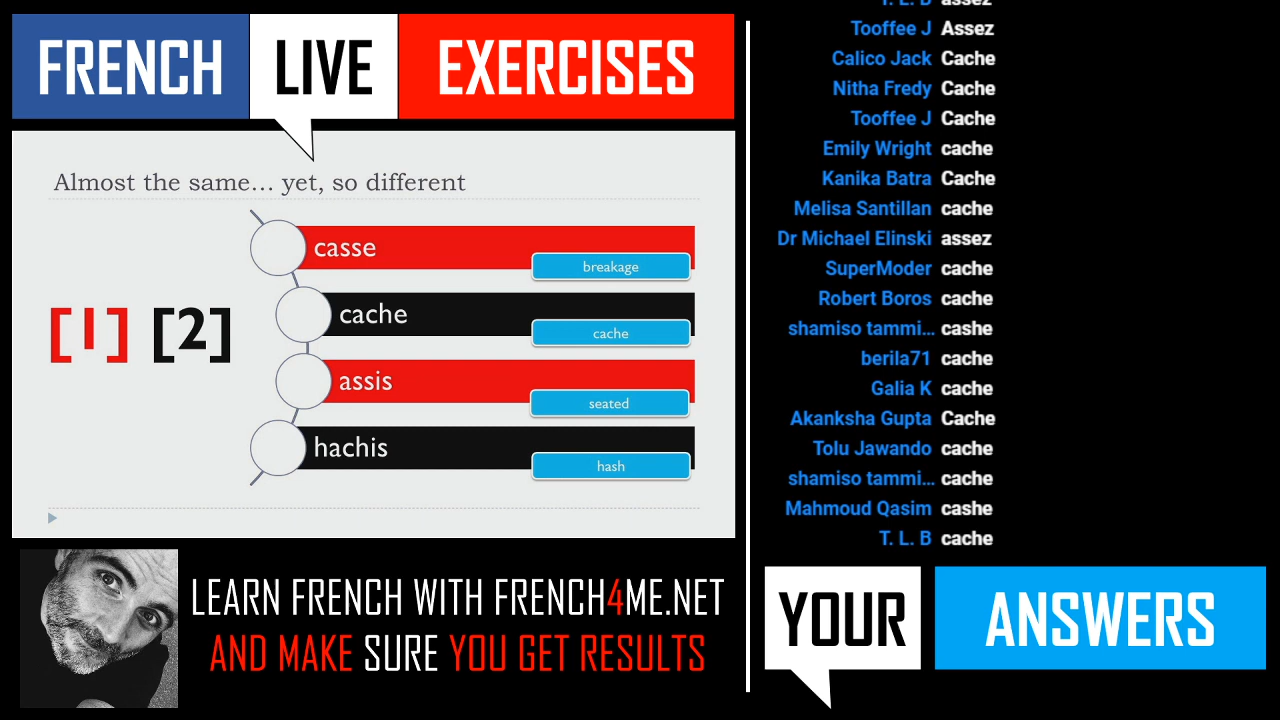 FRENCH LIVE EXERCISES
Almost the same... yet, so different
[1] [2]
casse
breakage
cache
cache
assis
seated
hachis
hash
LEARN FRENCH WITH FRENCH4ME.NET
AND MAKE SURE YOU GET RESULTS
T. L. B assez
Tooffee J Assez
Calico Jack Cache
Nitha Fredy Cache
Tooffee J Cache
Emily Wright cache
Kanika Batra Cache
Melisa Santillan cache
Dr Michael Elinski assez
SuperModer cache
Robert Boros cache
shamiso tammi... cashe
berila71 cache
Galia K cache
Akanksha Gupta Cache
Tolu Jawando cache
shamiso tammi... cache
Mahmoud Qasim cashe
T. L. B cache
YOUR ANSWERS